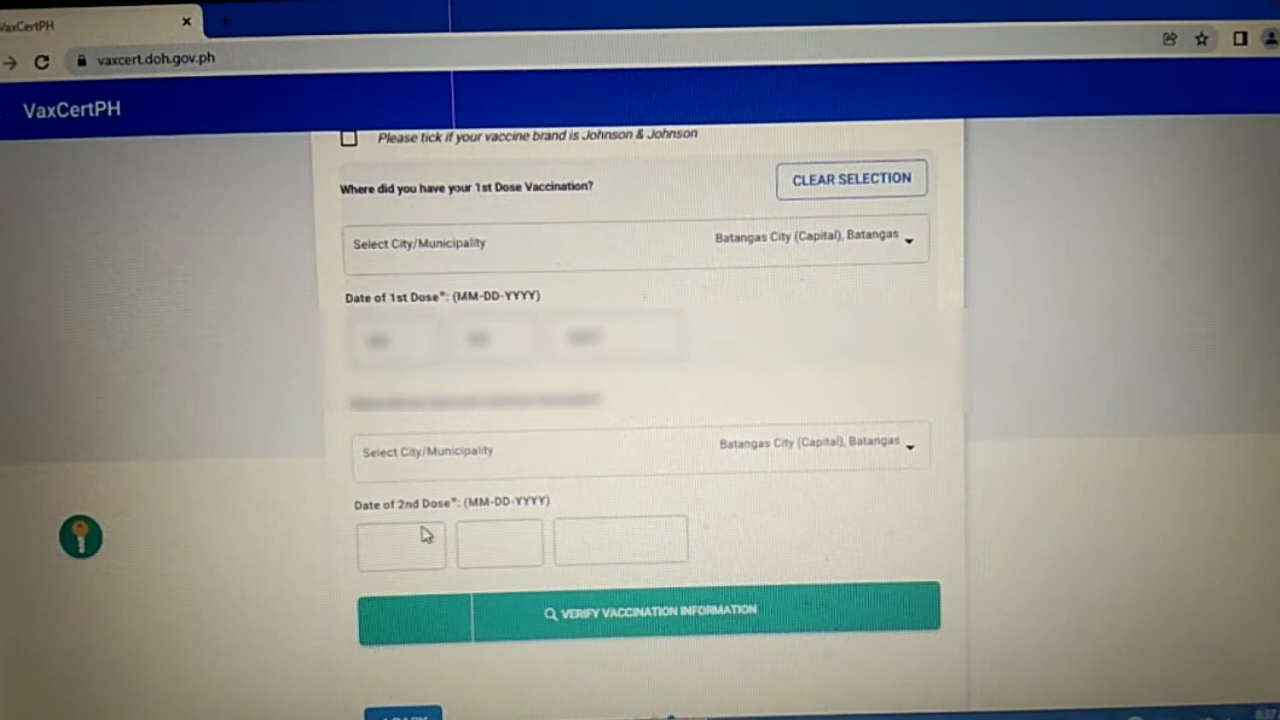 VaxCertPH
vaxcert.doh.gov.ph
VaxCertPH
Please tick if your vaccine brand is Johnson & Johnson
Where did you have your 1st Dose Vaccination?
CLEAR SELECTION
Select City/Municipality
Batangas City (Capital), Batangas
Date of 1st Dose*: (MM-DD-YYYY)
Select City/Municipality
Batangas City (Capital), Batangas
Date of 2nd Dose*: (MM-DD-YYYY)
VERIFY VACCINATION INFORMATION